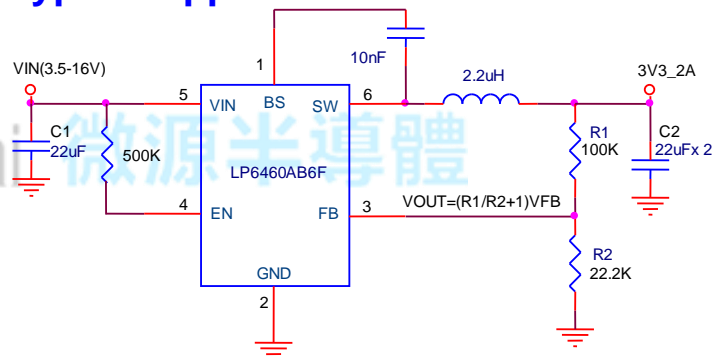 VIN(3.5-16V)
C1
22uF
500K
1
10nF
2.2uH
3V3_2A
5
VIN
BS
SW
6
LP6460AB6F
R1
100K
C2
22uFx 2
4
EN
FB
3
VOUT=(R1/R2+1)VFB
GND
2
R2
22.2K
微源半導體